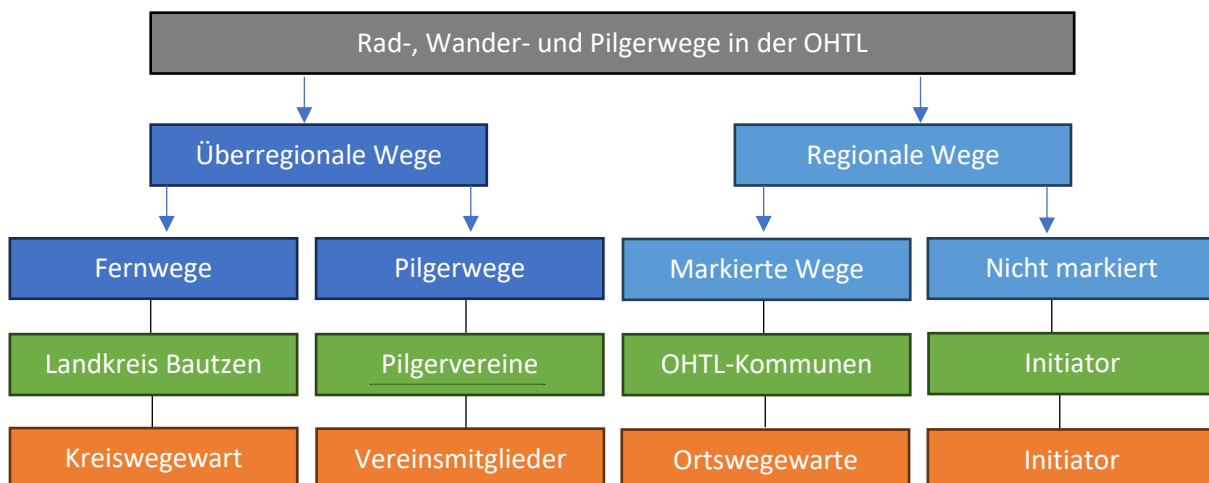 Rad-, Wander- und Pilgerwege in der OHTL
Überregionale Wege
Regionale Wege
Fernwege
Pilgerwege
Markierte Wege
Nicht markiert
Landkreis Bautzen
Pilgervereine
OHTL-Kommunen
Initiator
Kreiswegewart
Vereinsmitglieder
Ortswegewarte
Initiator